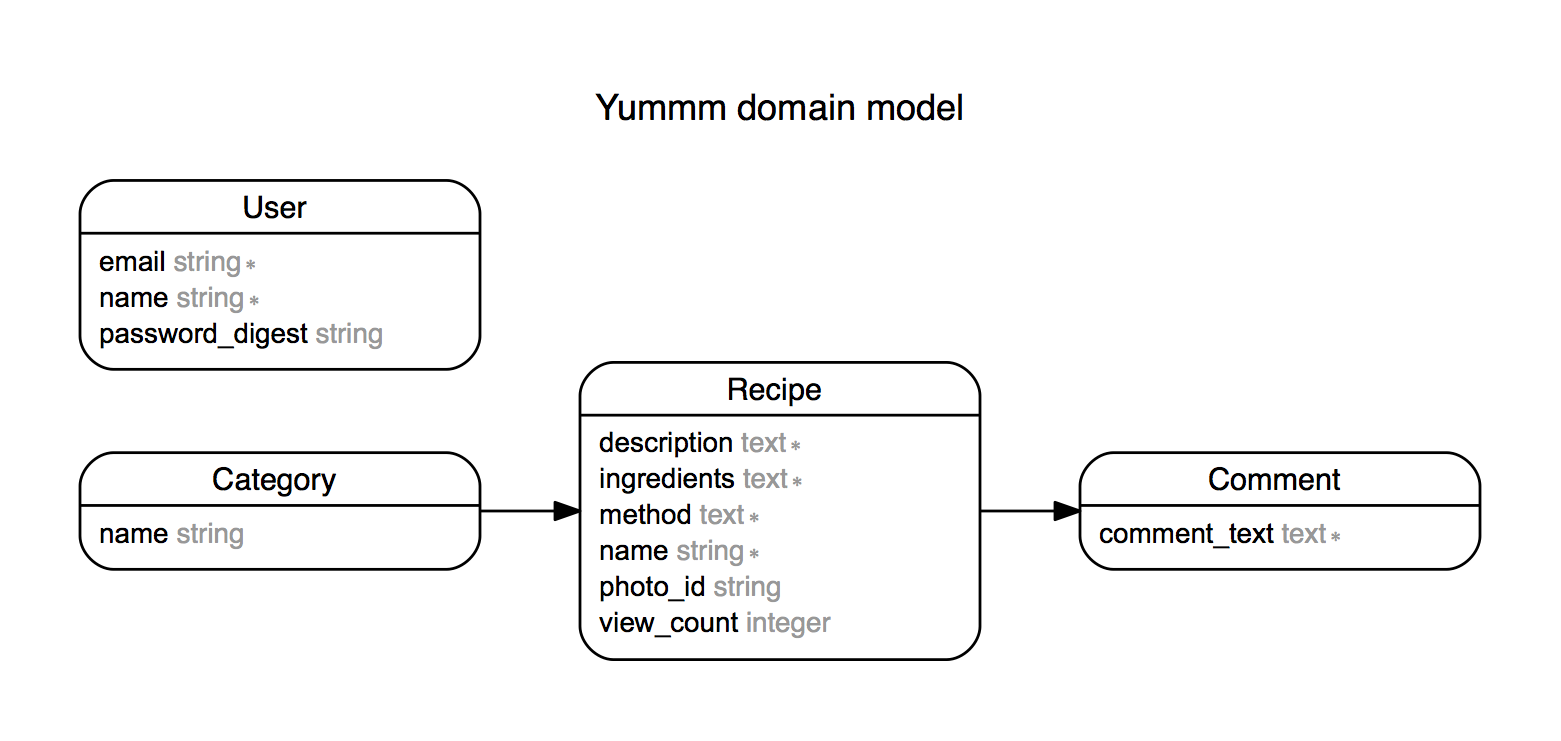 Yummm domain model
User
email string*
name string*
password_digest string
Category
name string
Recipe
description text*
ingredients text*
method text*
name string*
photo_id string
view_count integer
Comment
comment_text text*